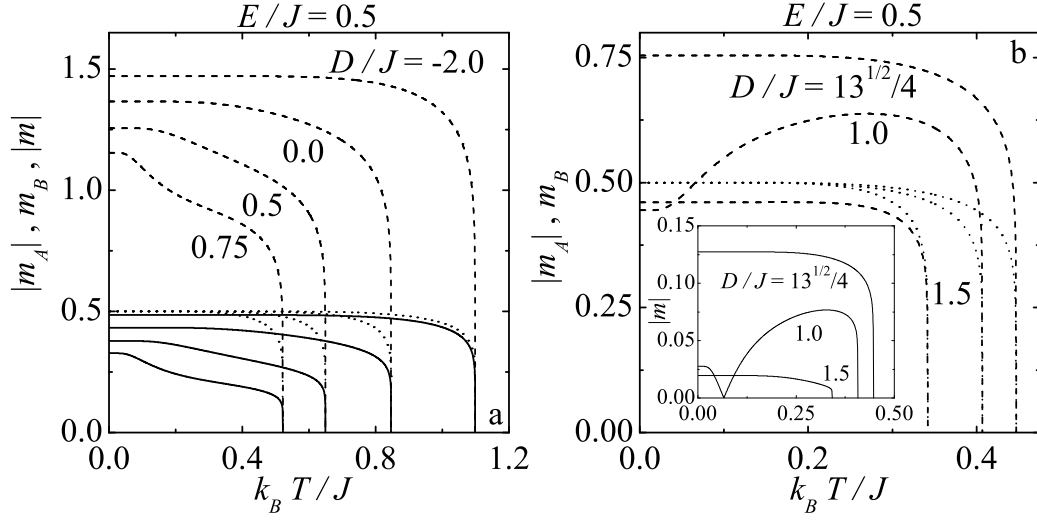 E / J = 0.5
|m_A| , m_B , |m|
1.5
1.0
0.5
0.0
D / J = -2.0
0.0
0.5
0.75
a
0.0
0.4
0.8
1.2
k_B T / J
E / J = 0.5
|m_A| , m_B
0.75
0.50
0.25
0.00
b
D / J = 13^{1/2}/4
1.0
1.5
|m|
0.15
0.10
0.05
0.00
D / J = 13^{1/2}/4
1.0
1.5
0.00
0.25
0.50
0.0
0.2
0.4
k_B T / J